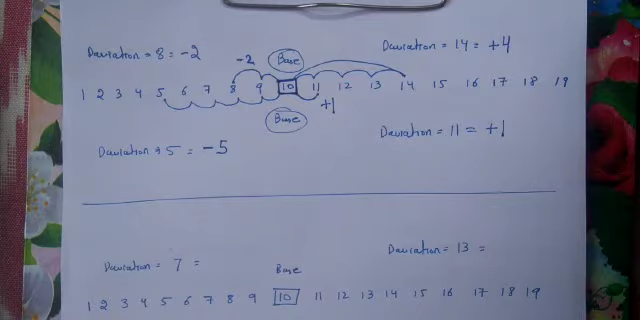 Deviation = 8 = -2
-2
Base
Deviation = 14 = +4
1 2 3 4 5 6 7 8 9 10 11 12 13 14 15 16 17 18 19
+1
Base
Deviation = 11 = +1
Deviation = 5 = -5
Deviation = 13 =
Deviation = 7 =
Base
1 2 3 4 5 6 7 8 9 10 11 12 13 14 15 16 17 18 19